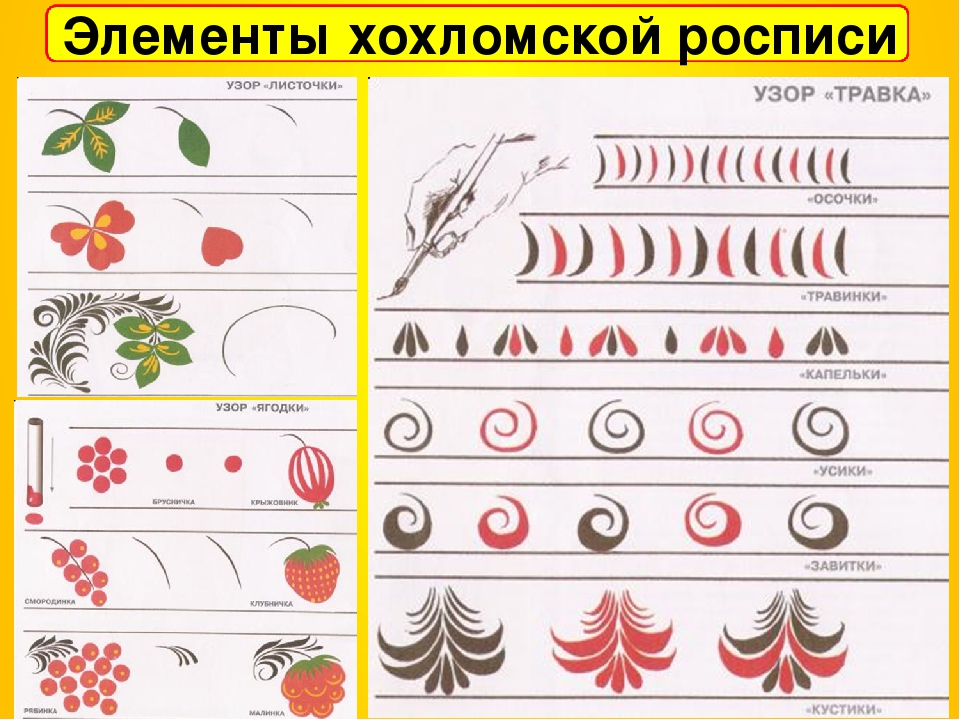 Элементы хохломской росписи
УЗОР «ЛИСТОЧКИ»
УЗОР «ЯГОДКИ»
БРУСНИЧКА
КРЫЖОВНИК
СМОРОДИНКА
КЛУБНИЧКА
РЯБИНКА
МАЛИНКА
УЗОР «ТРАВКА»
«ОСОЧКИ»
«ТРАВИНКИ»
«КАПЕЛЬКИ»
«УСИКИ»
«ЗАВИТКИ»
«КУСТИКИ»